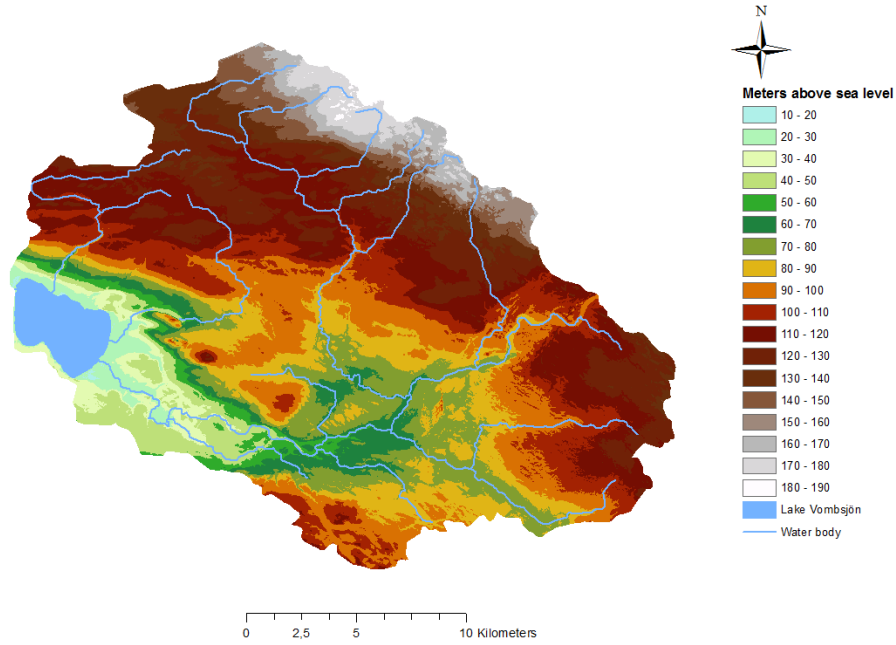 N
Meters above sea level
10 - 20
20 - 30
30 - 40
40 - 50
50 - 60
60 - 70
70 - 80
80 - 90
90 - 100
100 - 110
110 - 120
120 - 130
130 - 140
140 - 150
150 - 160
160 - 170
170 - 180
180 - 190
Lake Vombsjön
Water body
0 2,5 5 10 Kilometers